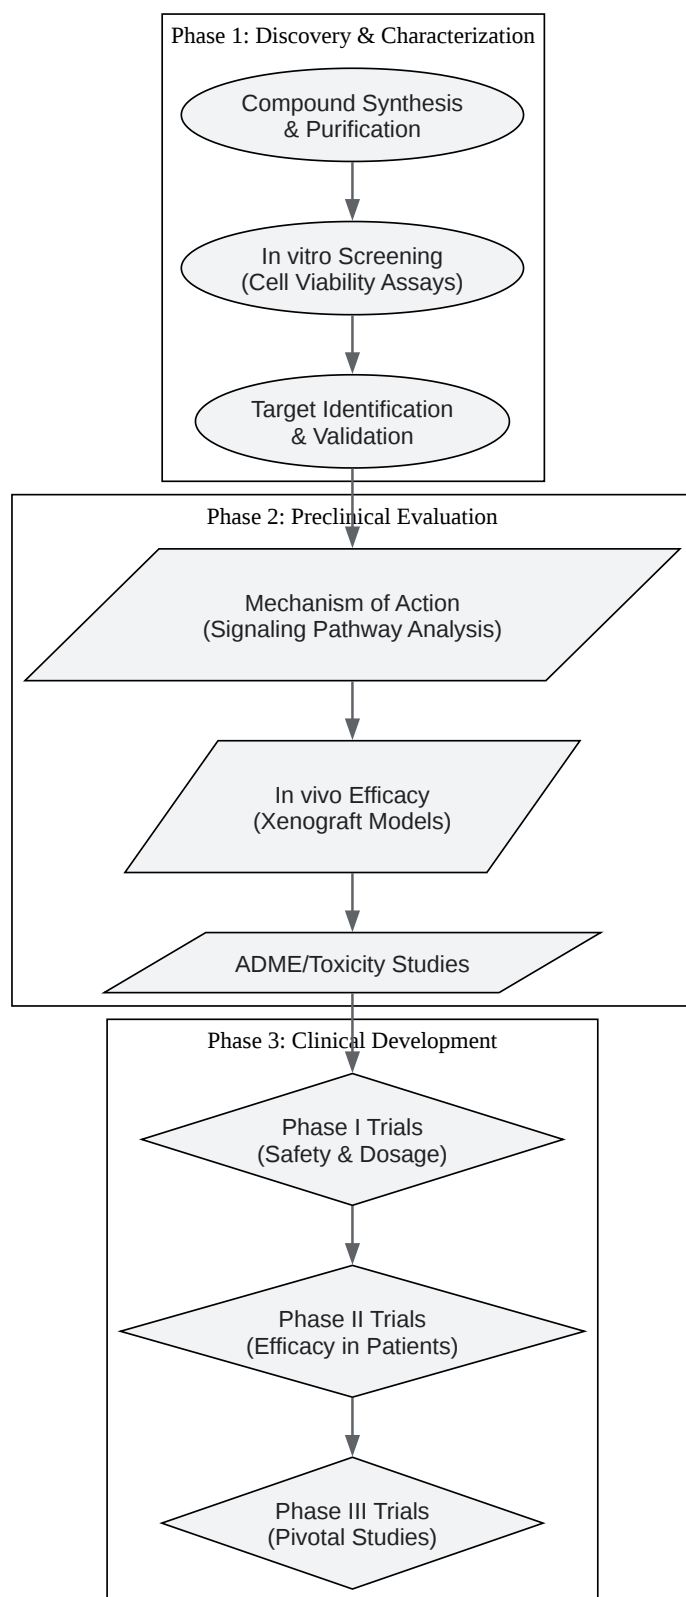 Phase 1: Discovery & Characterization
Compound Synthesis
& Purification
In vitro Screening
(Cell Viability Assays)
Target Identification
& Validation
Phase 2: Preclinical Evaluation
Mechanism of Action
(Signaling Pathway Analysis)
In vivo Efficacy
(Xenograft Models)
ADME/Toxicity Studies
Phase 3: Clinical Development
Phase I Trials
(Safety & Dosage)
Phase II Trials
(Efficacy in Patients)
Phase III Trials
(Pivotal Studies)